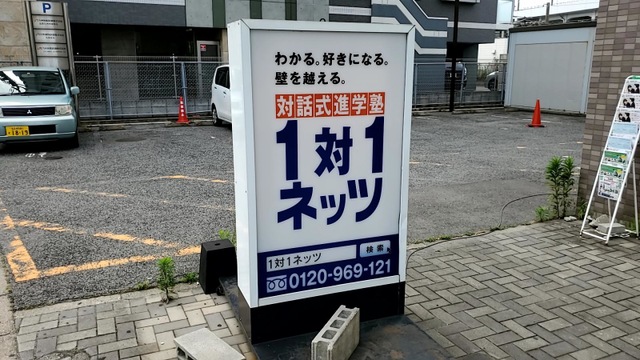 わかる。好きになる。
壁を越える。
対話式進学塾
1対1
ネッツ
1対1ネッツ 検索
0120-969-121